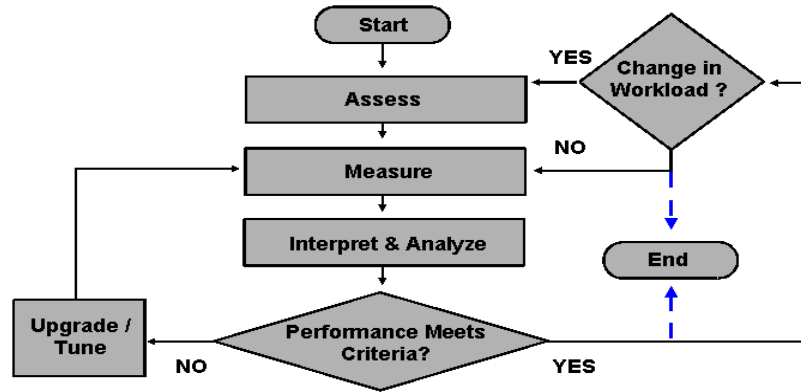 Start
YES
Change in
Workload ?
Assess
NO
Measure
Interpret & Analyze
End
Upgrade /
Tune
Performance Meets
Criteria?
NO
YES